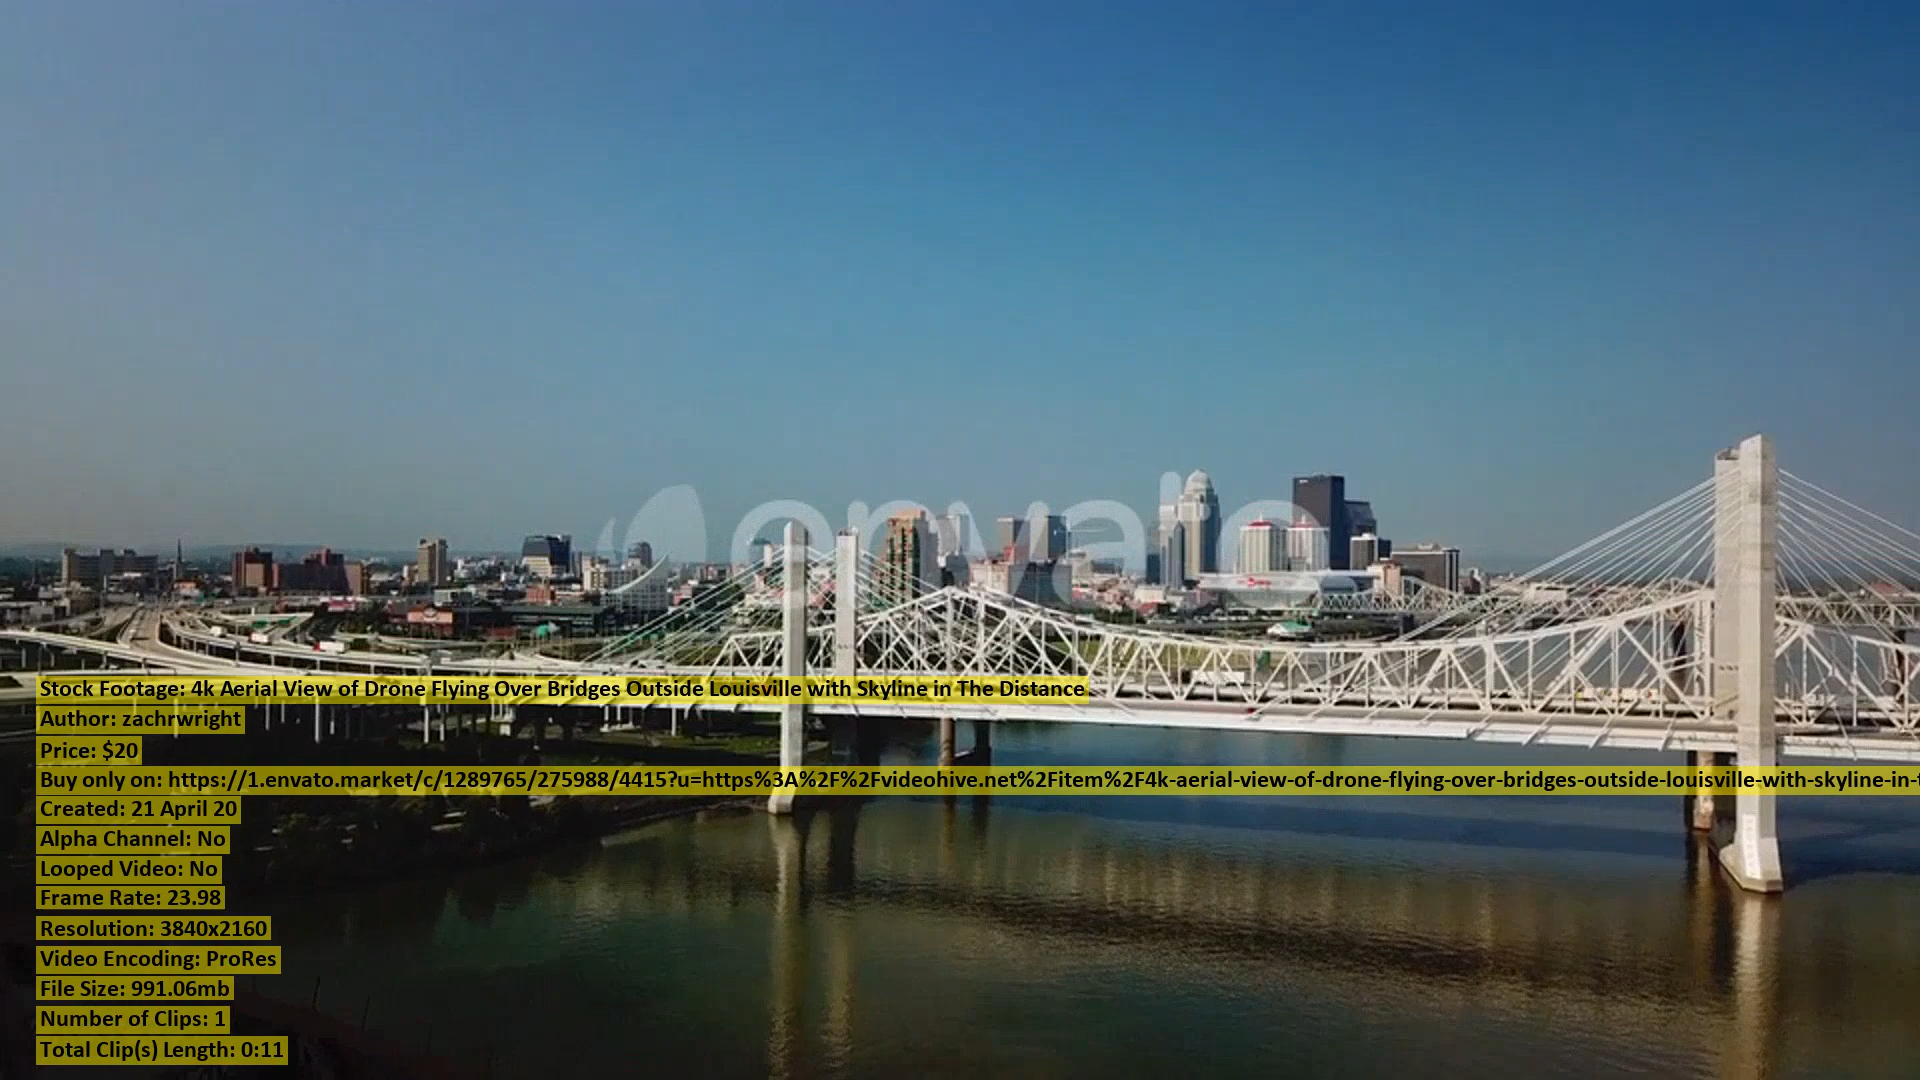 envato
Stock Footage: 4k Aerial View of Drone Flying Over Bridges Outside Louisville with Skyline in The Distance
Author: zachrwright
Price: $20
Buy only on: https://1.envato.market/c/1289765/275988/4415?u=https%3A%2F%2Fvideohive.net%2Fitem%2F4k-aerial-view-of-drone-flying-over-bridges-outside-louisville-with-skyline-in-
Created: 21 April 20
Alpha Channel: No
Looped Video: No
Frame Rate: 23.98
Resolution: 3840x2160
Video Encoding: ProRes
File Size: 991.06mb
Number of Clips: 1
Total Clip(s) Length: 0:11